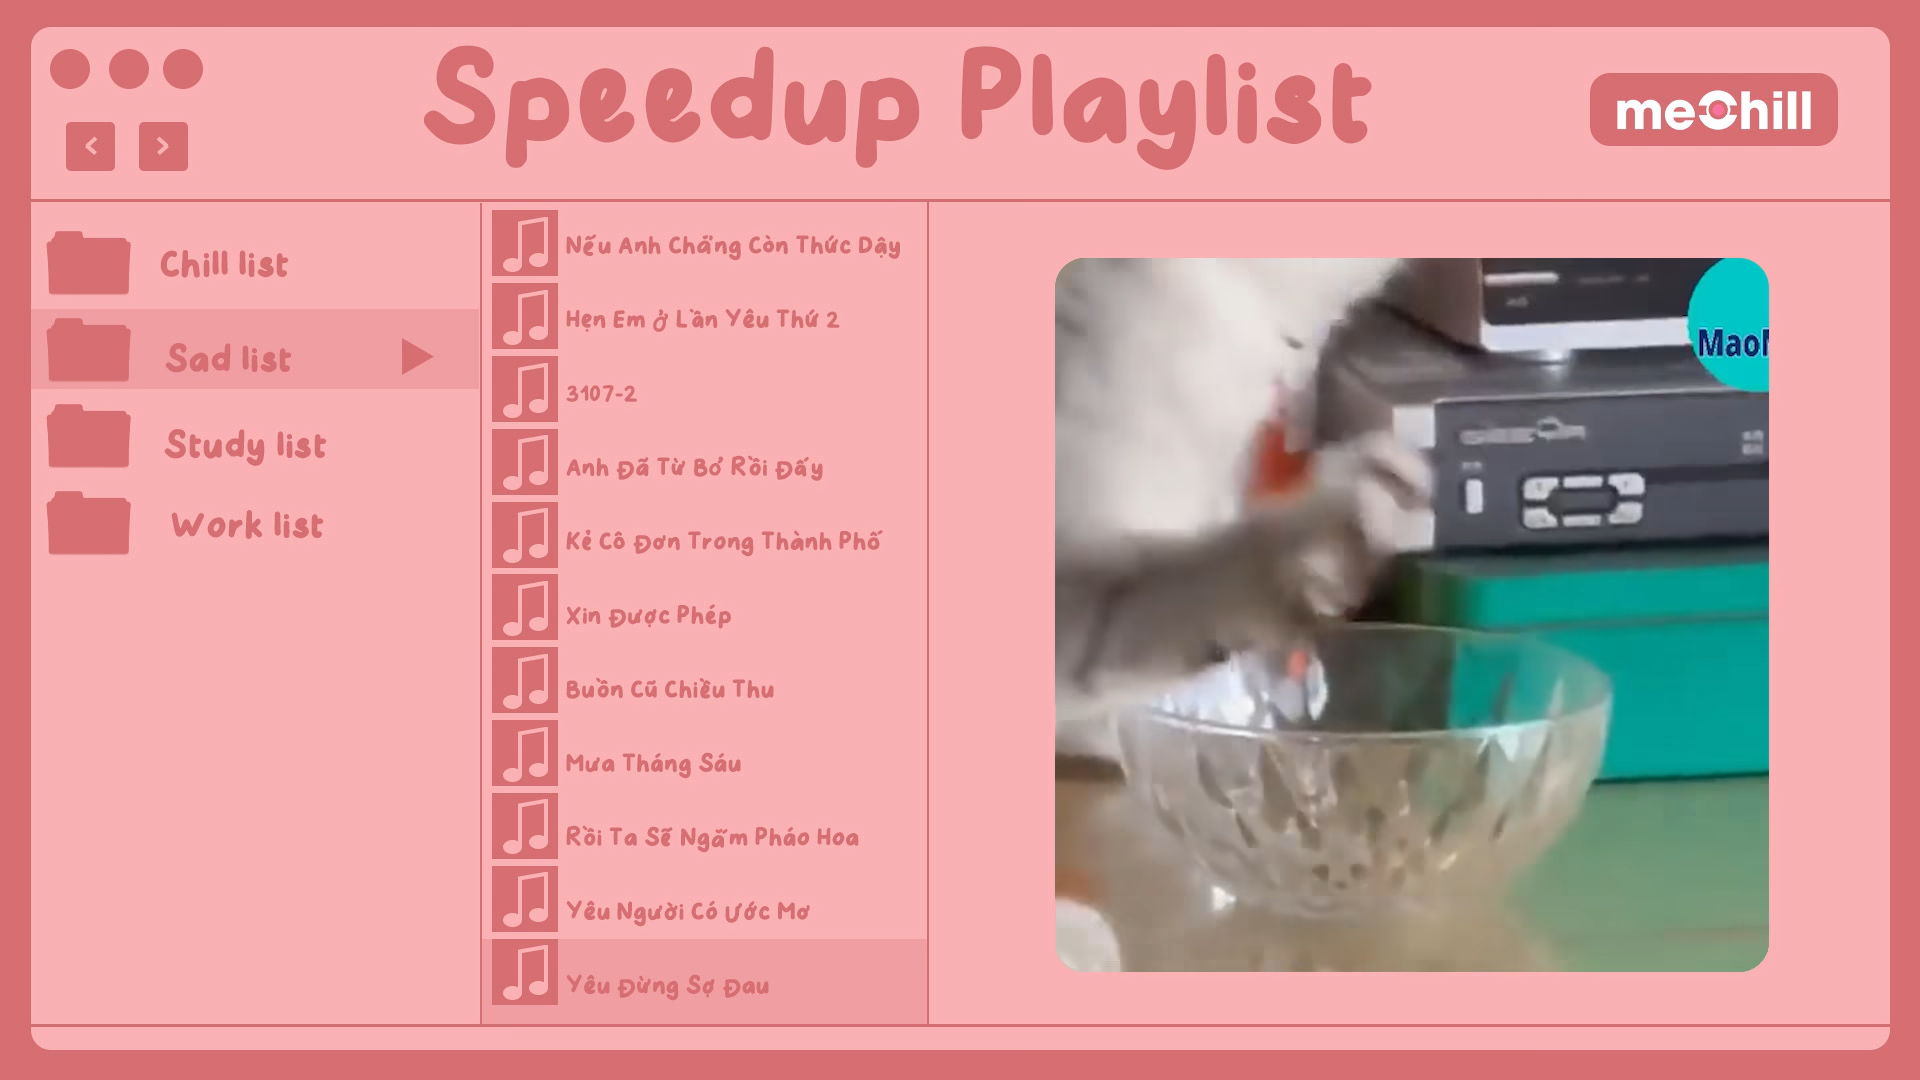 Speedup Playlist
meChill
Chill list
Sad list
Study list
Work list
Nếu Anh Chẳng Còn Thức Dậy
Hẹn Em ở Lần Yêu Thứ 2
3107-2
Anh Đã Từ Bỏ Rồi Đấy
Kẻ Cô Đơn Trong Thành Phố
Xin Được Phép
Buồn Cũ Chiều Thu
Mưa Tháng Sáu
Rồi Ta Sẽ Ngắm Pháo Hoa
Yêu Người Có Ước Mơ
Yêu Đừng Sợ Đau